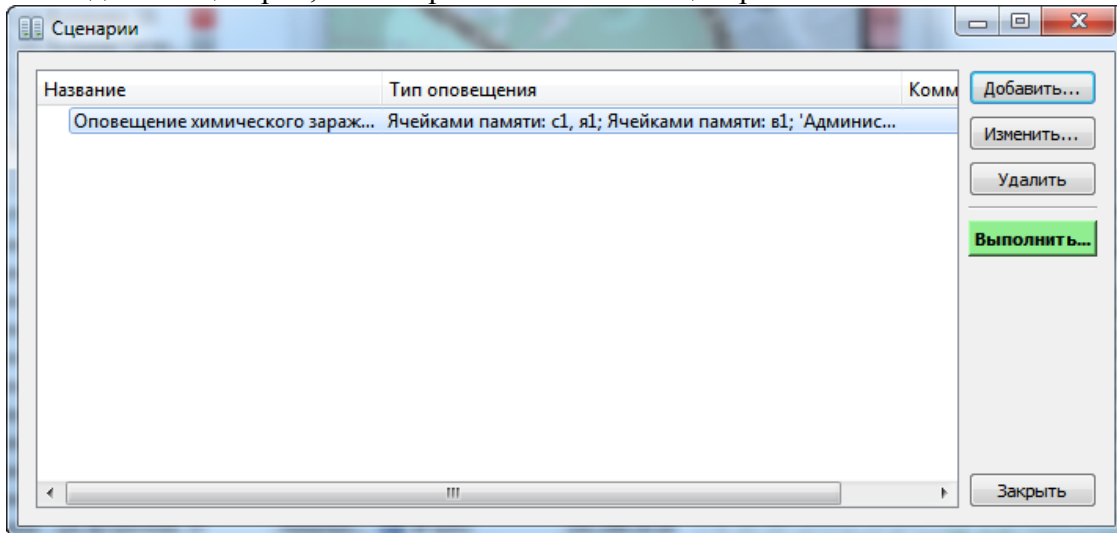 Сценарии
Название Тип оповещения Комм
Оповещение химического зараж... Ячейками памяти: с1, я1; Ячейками памяти: в1; 'Админис...
Добавить...
Изменить...
Удалить
Выполнить...
Закрыть